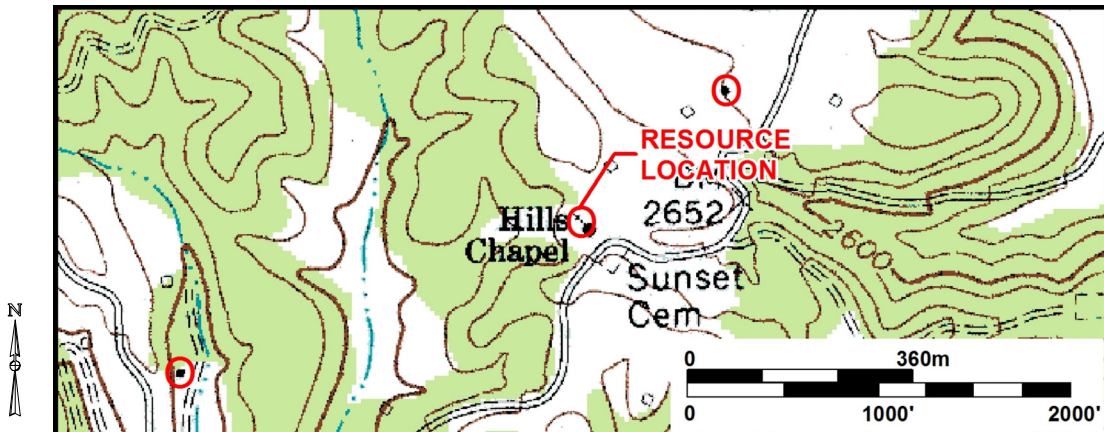 RESOURCE
LOCATION
2652
Hills
Chapel
Sunset
Cem
2600
N
0 360m
0 1000' 2000'